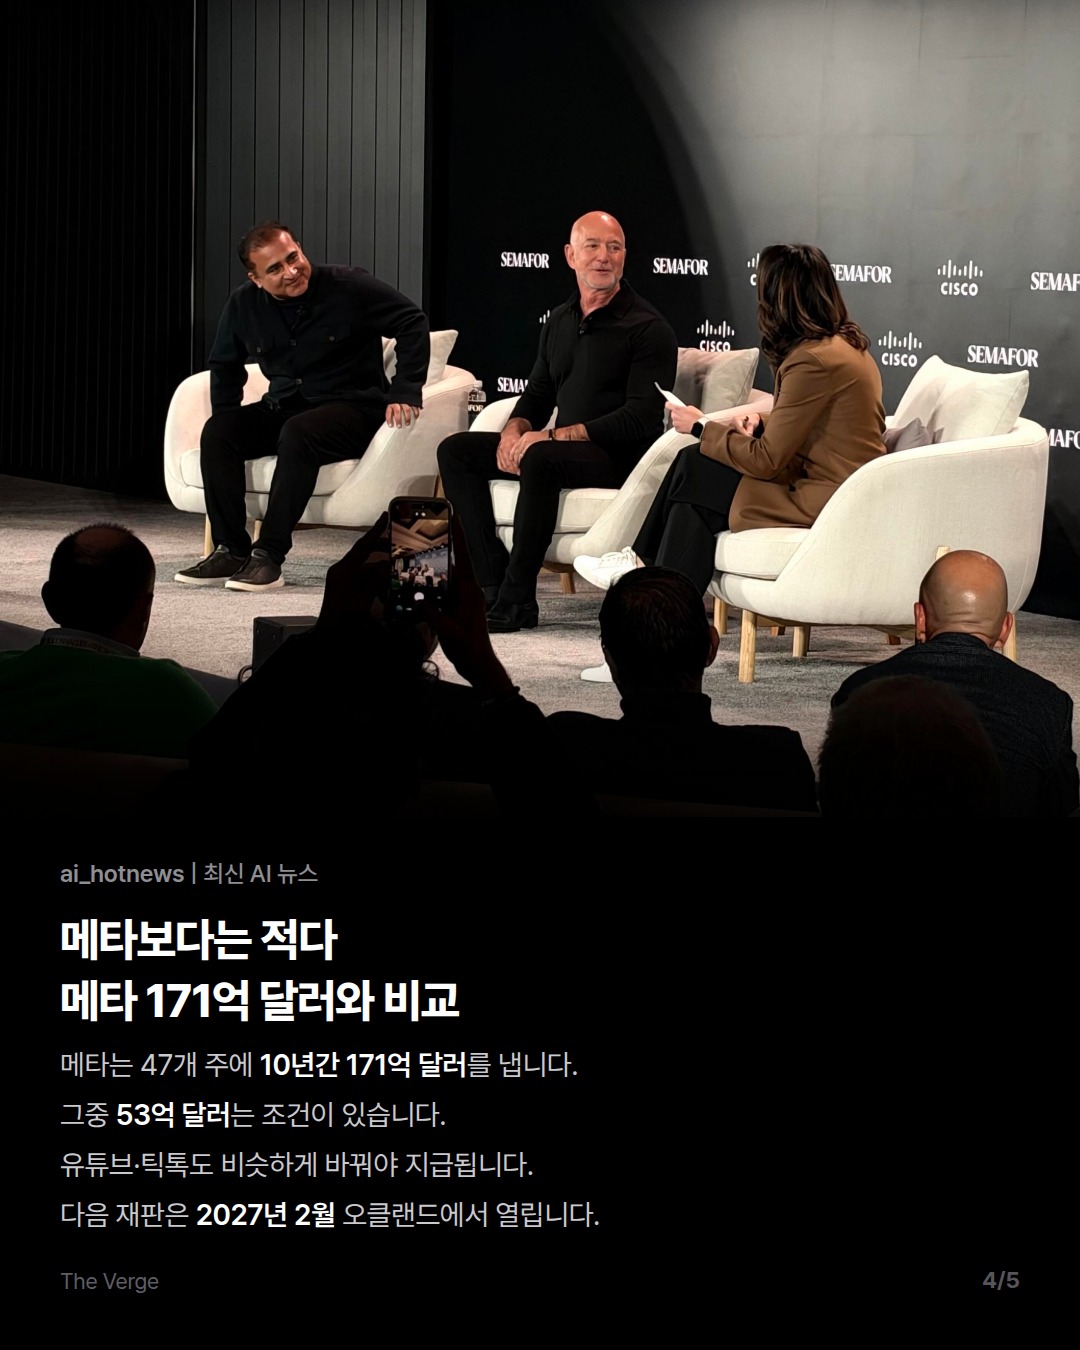 SEMAFOR
SEMAFOR
SEMAFOR
CISCO
SEMAF
CISCO
CISCO
SEMAFOR
SEMA
MAFO
ai_hotnews | 최신 AI 뉴스
메타보다는 적다
메타 171억 달러와 비교
메타는 47개 주에 10년간 171억 달러를 냅니다.
그중 53억 달러는 조건이 있습니다.
유튜브·틱톡도 비슷하게 바꿔야 지급됩니다.
다음 재판은 2027년 2월 오클랜드에서 열립니다.
The Verge
4/5